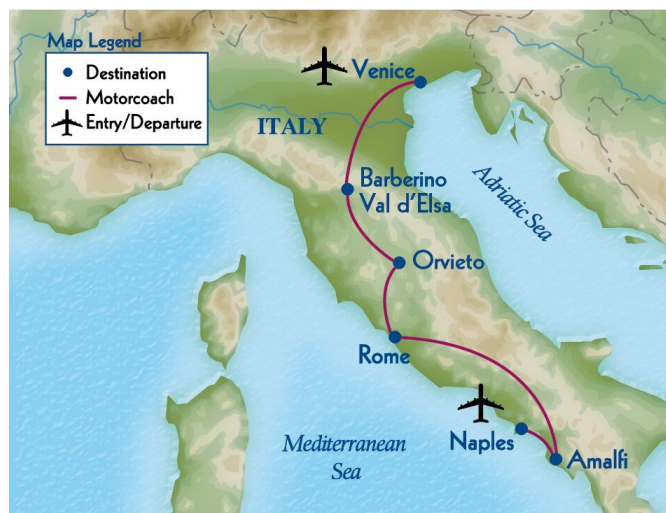 Map Legend
Destination
Motorcoach
Entry/Departure
Venice
ITALY
Barberino
Val d'Elsa
Adriatic Sea
Orvieto
Rome
Naples
Mediterranean
Sea
Amalfi